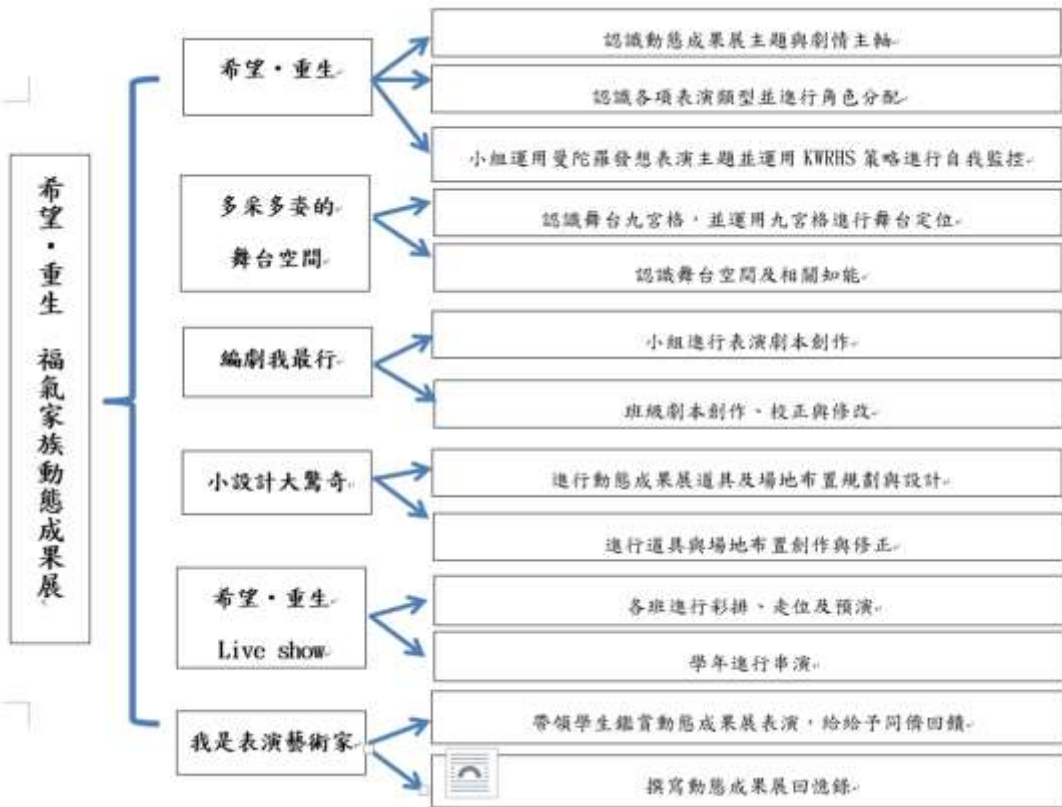 希望・重生 福氣家族動態成果展
希望・重生
認識動態成果展主題與劇情主軸
認識各項表演類型並進行角色分配
小組運用曼陀羅發想表演主題並運用 KWRHS 策略進行自我監控
多采多姿的
舞台空間
認識舞台九宮格，並運用九宮格進行舞台定位
認識舞台空間及相關知能
編劇我最行
小組進行表演劇本創作
班級劇本創作、校正與修改
小設計大驚奇
進行動態成果展道具及場地布置規劃與設計
進行道具與場地布置創作與修正
希望・重生
Live show
各班進行彩排、走位及預演
學年進行串演
我是表演藝術家
帶領學生鑑賞動態成果展表演，給給予同儕回饋
撰寫動態成果展回憶錄